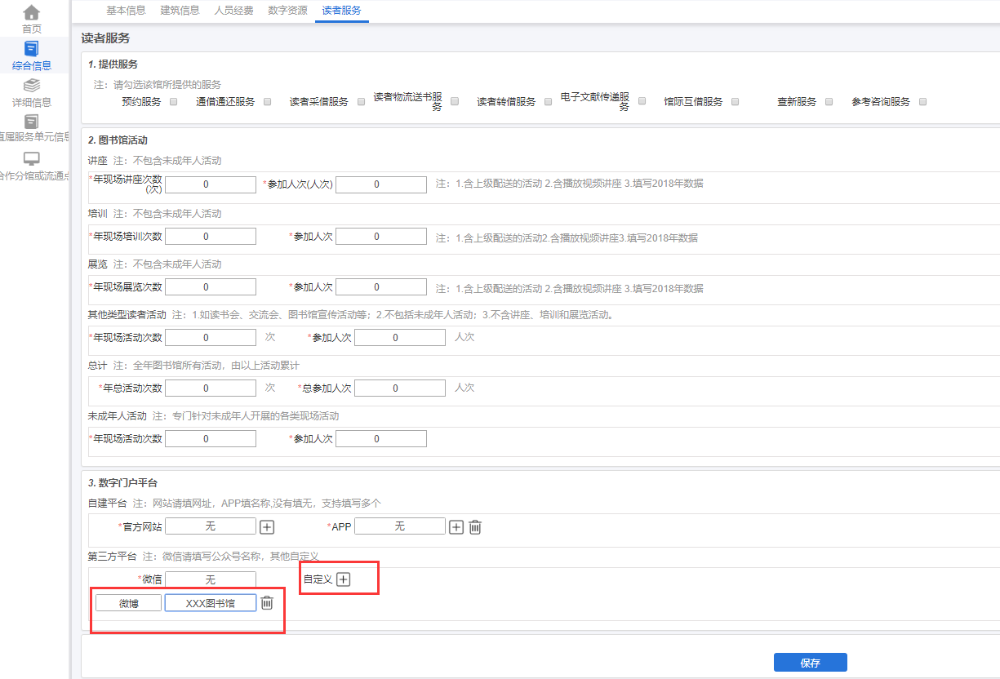 首页
综合信息
详细信息
直属服务单元信息
合作分馆或流通点
基本信息 建筑信息 人员经费 数字资源 读者服务
读者服务
1. 提供服务
注：请勾选该馆所提供的服务
预约服务 通借通还服务 读者采借服务 读者物流送书服务 读者转借服务 电子文献传递服务 馆际互借服务 查新服务 参考咨询服务
2. 图书馆活动
讲座 注：不包含未成年人活动
*年现场讲座次数(次) 0 *参加人次(人次) 0 注：1.含上级配送的活动 2.含播放视频讲座 3.填写2018年数据
培训 注：不包含未成年人活动
*年现场培训次数 0 *参加人次 0 注：1.含上级配送的活动2.含播放视频讲座3.填写2018年数据
展览 注：不包含未成年人活动
*年现场展览次数 0 *参加人次 0 注：1.含上级配送的活动 2.含播放视频讲座 3.填写2018年数据
其他类型读者活动 注：1.如读书会、交流会、图书馆宣传活动等；2.不包括未成年人活动；3.不含讲座、培训和展览活动。
*年现场活动次数 0 次 *参加人次 0 人次
总计 注：全年图书馆所有活动，由以上活动累计
*年总活动次数 0 次 *总参加人次 0 人次
未成年人活动 注：专门针对未成年人开展的各类现场活动
*年现场活动次数 0 *参加人次 0
3. 数字门户平台
自建平台 注：网站请填网址，APP填名称,没有填无，支持填写多个
*官方网站 无 *APP 无
第三方平台 注：微信请填写公众号名称，其他自定义
*微信 无 自定义
微博 XXX图书馆
保存